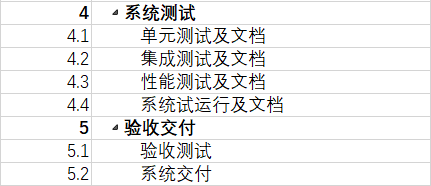 4 系统测试
4.1 单元测试及文档
4.2 集成测试及文档
4.3 性能测试及文档
4.4 系统试运行及文档
5 验收交付
5.1 验收测试
5.2 系统交付